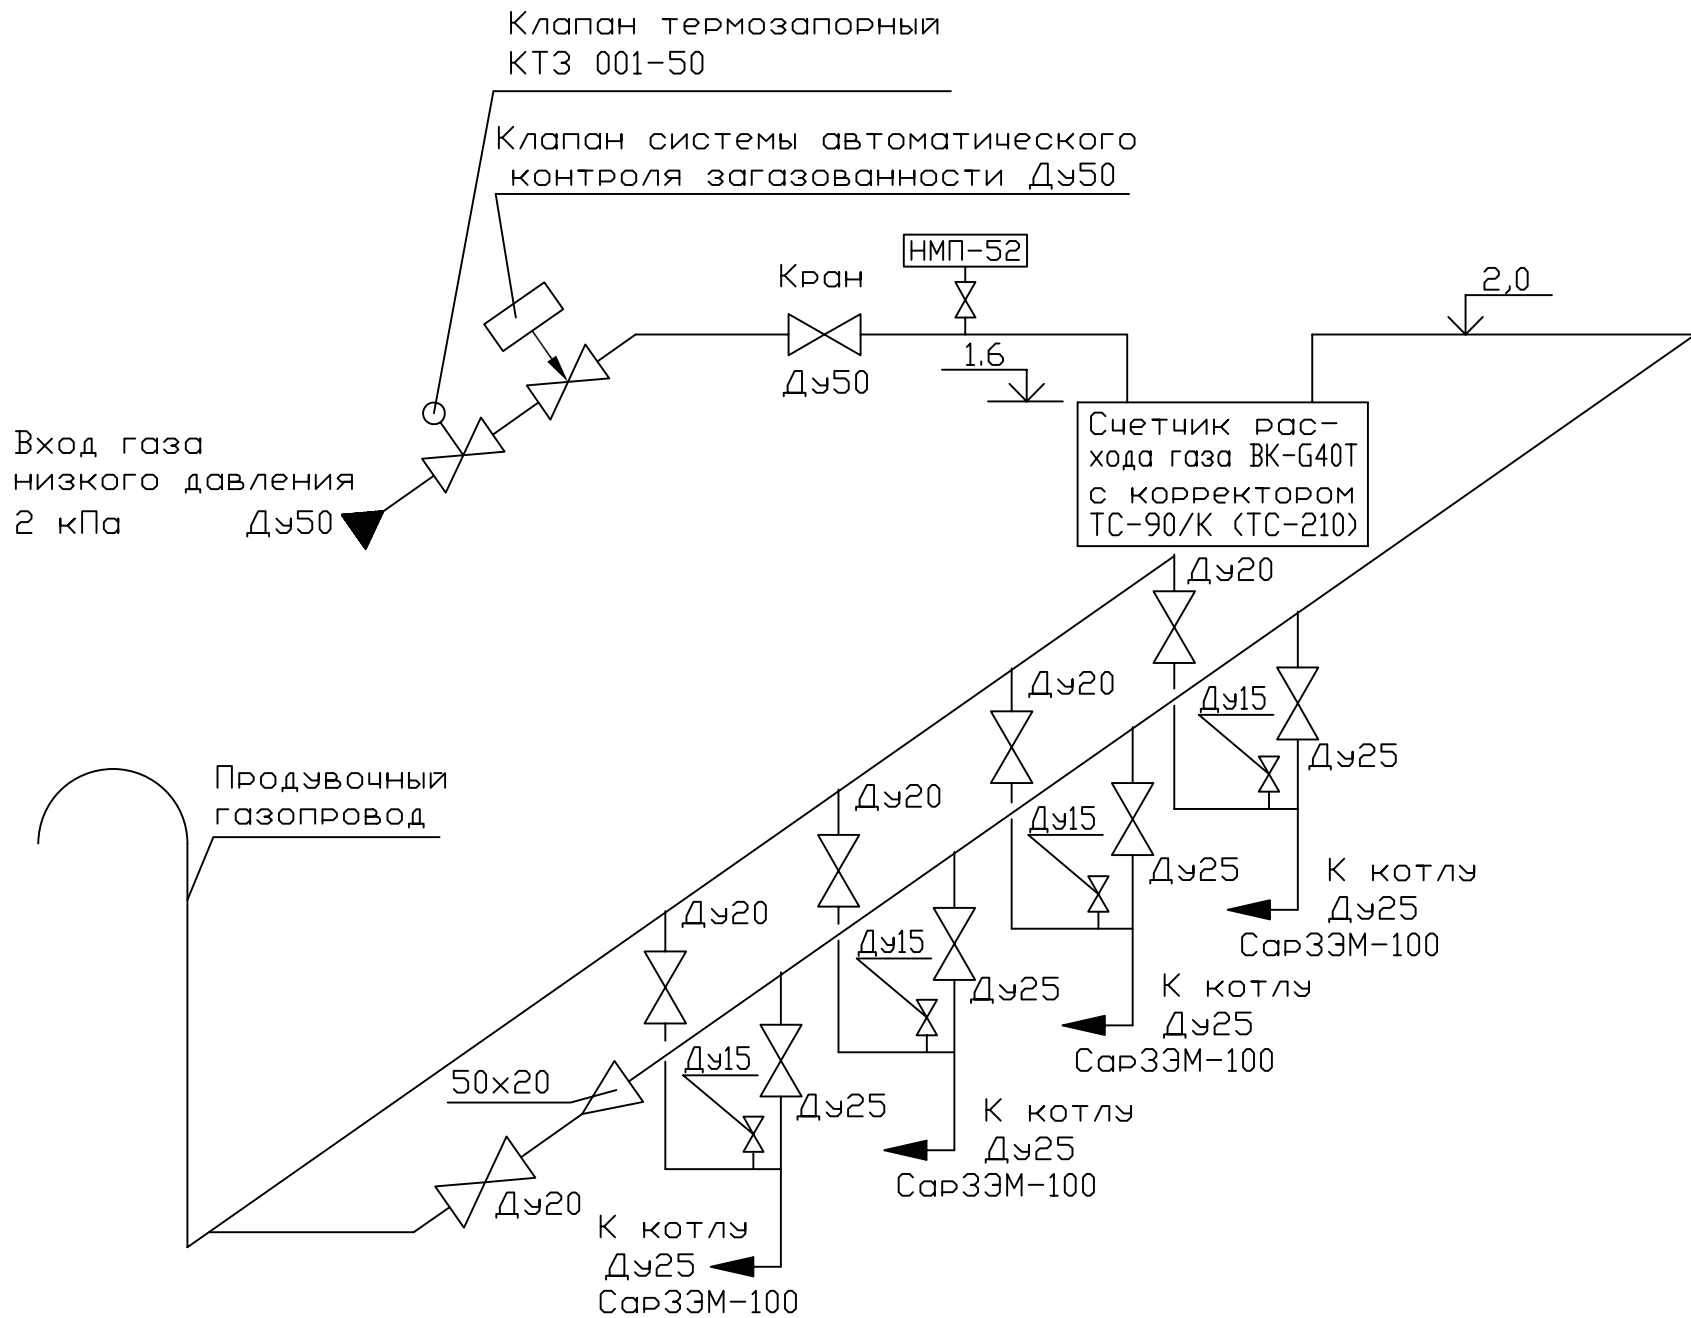 Клапан термозапорный
КТЗ 001-50
Клапан системы автоматического
контроля загазованности Ду50
НМП-52
Кран
2,0
1.6
Ду50
Счетчик рас-
хода газа ВК-G40Т
с корректором
ТС-90/К (ТС-210)
Вход газа
низкого давления
2 кПа Ду50
Ду20
Ду20
Ду15
Ду25
Продувочный
газопровод
Ду20
Ду15
Ду25
К котлу
Ду25
СарЗЭМ-100
Ду20
Ду15
Ду25
К котлу
Ду25
СарЗЭМ-100
50х20
Ду15
Ду25
К котлу
Ду25
СарЗЭМ-100
Ду20
К котлу
Ду25
СарЗЭМ-100